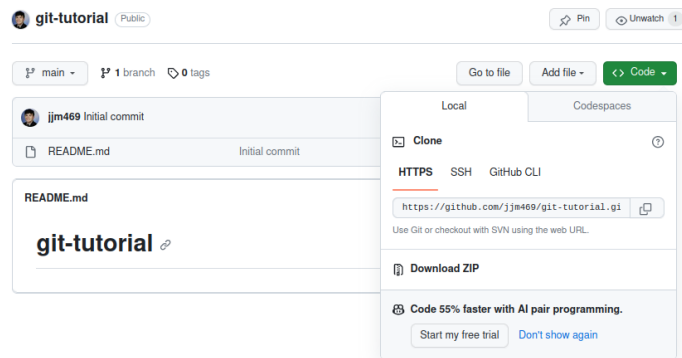 git-tutorial Public Pin Unwatch 1
main 1 branch 0 tags Go to file Add file Code
Local Codespaces
jjm469 Initial commit
README.md Initial commit
Clone
HTTPS SSH GitHub CLI
https://github.com/jjm469/git-tutorial.gi
Use Git or checkout with SVN using the web URL.
README.md
git-tutorial
Download ZIP
Code 55% faster with AI pair programming.
Start my free trial Don't show again